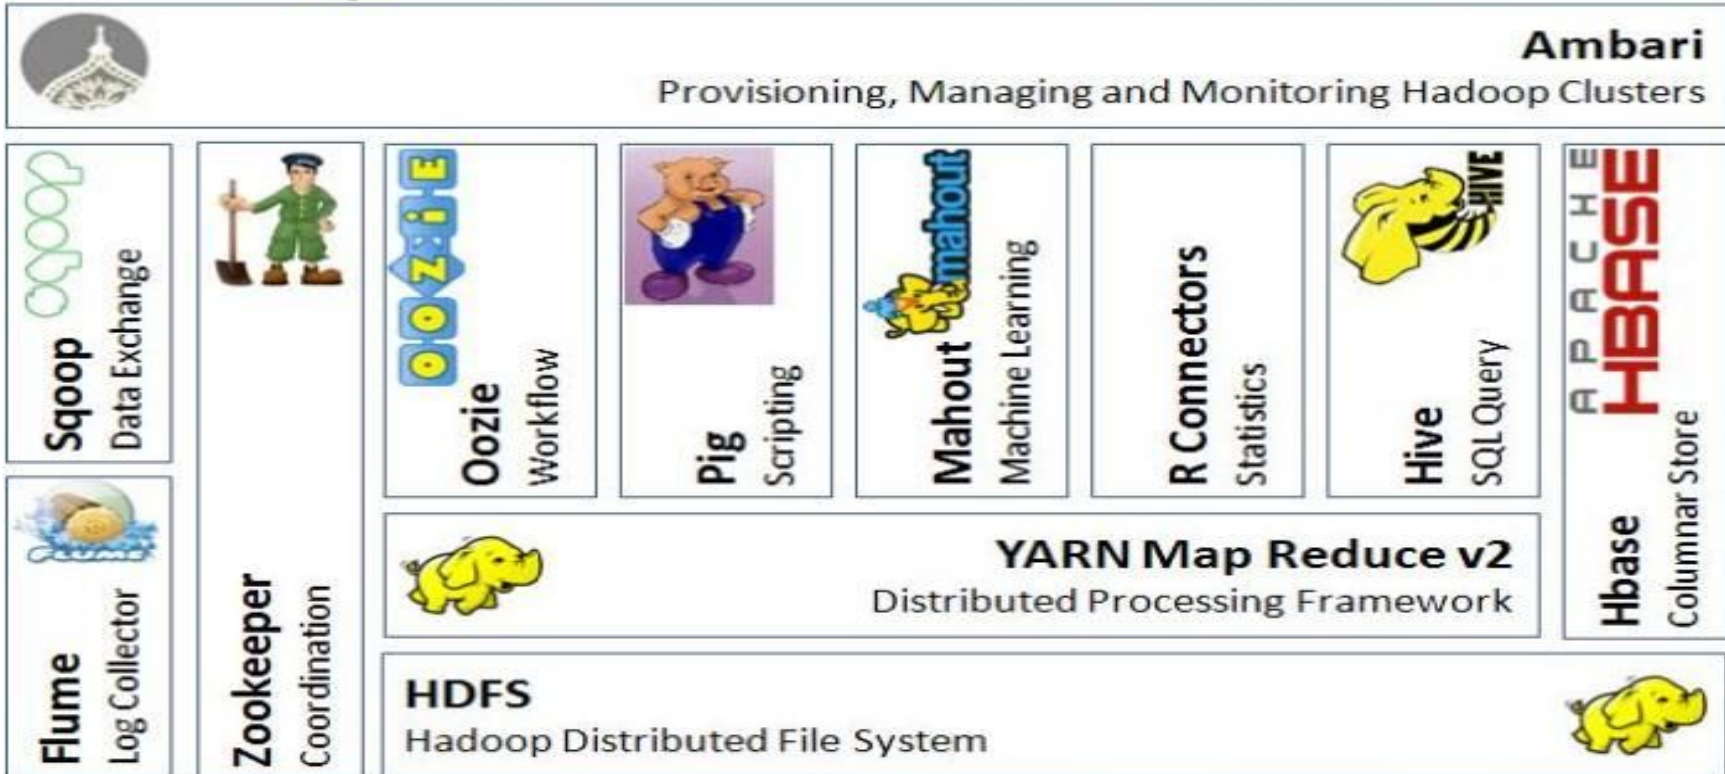 Ambari
Provisioning, Managing and Monitoring Hadoop Clusters
Sqoop
Data Exchange
Flume
Log Collector
FLUME
Zookeeper
Coordination
OOZiE
Oozie
Workflow
Pig
Scripting
mahout
Mahout
Machine Learning
R Connectors
Statistics
HIVE
Hive
SQL Query
APACHE
HBASE
Hbase
Columnar Store
YARN Map Reduce v2
Distributed Processing Framework
HDFS
Hadoop Distributed File System
sqoop